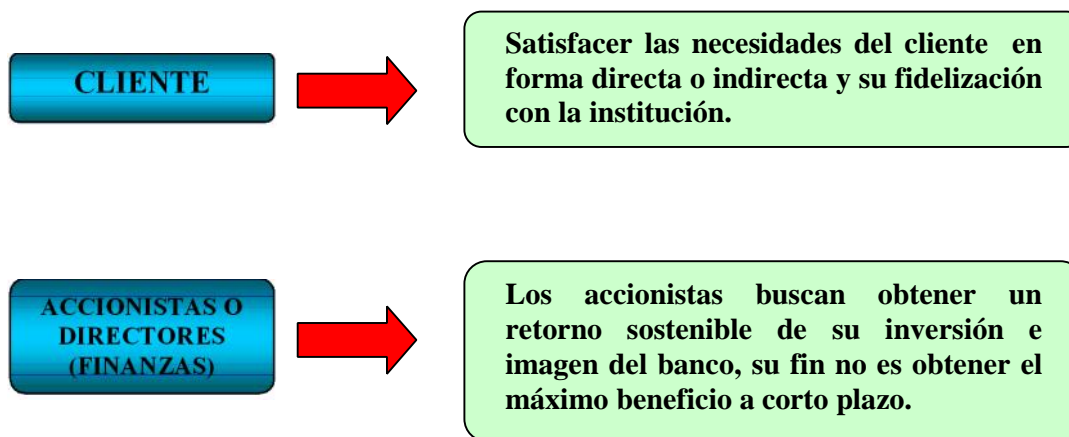 CLIENTE
Satisfacer las necesidades del cliente en
forma directa o indirecta y su fidelización
con la institución.
ACCIONISTAS O
DIRECTORES
(FINANZAS)
Los accionistas buscan obtener un
retorno sostenible de su inversión e
imagen del banco, su fin no es obtener el
máximo beneficio a corto plazo.